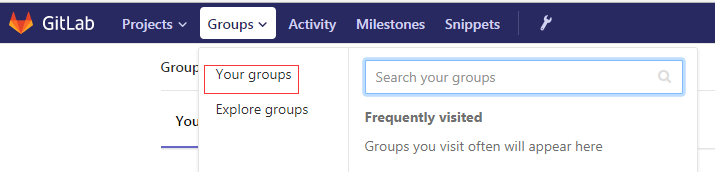 GitLab Projects Groups Activity Milestones Snippets
Group
You
Your groups
Explore groups
Search your groups
Frequently visited
Groups you visit often will appear here